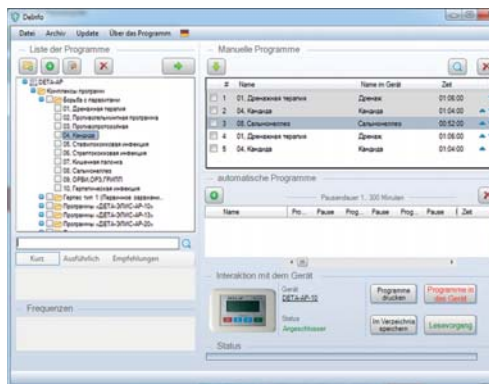 DeInfo
Datei Archiv Update Über das Programm
Liste der Programme
DETA-AP
Комплексы программ
Борьба с паразитами
01. Дренажная терапия
02. Противогельминтная программа
03. Противопротозойная
04. Кандида
05. Стафилококковая инфекция
06. Стрептококковая инфекция
07. Кишечная палочка
08. Сальмонеллез
09. ОРВИ,ОРЗ,ГРИПП
10. Герпетическая инфекция
Герпес тип 1 (Первичное заражени...
Программы «ДЕТА-ЭЛИС-АР-10»
Программы «ДЕТА-ЭЛИС-АР-13»
Программы «ДЕТА-ЭЛИС-АР-20»
Kurz Ausführlich Empfehlungen
Frequenzen
Manuelle Programme
# Name Name im Gerät Zeit
1 01. Дренажная терапия Дренаж 01:06:00
2 04. Кандида Кандида 01:04:00
3 08. Сальмонеллез Сальмонеллез 00:52:00
4 01. Дренажная терапия Дренаж 01:06:00
5 04. Кандида Кандида 01:04:00
automatische Programme
Pausendauer 1.. 300 Minuten
Name Pro... Pause Prog... Pause Prog... Pause Zeit
Interaktion mit dem Gerät
Gerät
DETA-AP-10
Status
Angeschlossen
Programme drucken
Programme in das Gerät
Im Verzeichnis speichern
Lesevorgang
Status